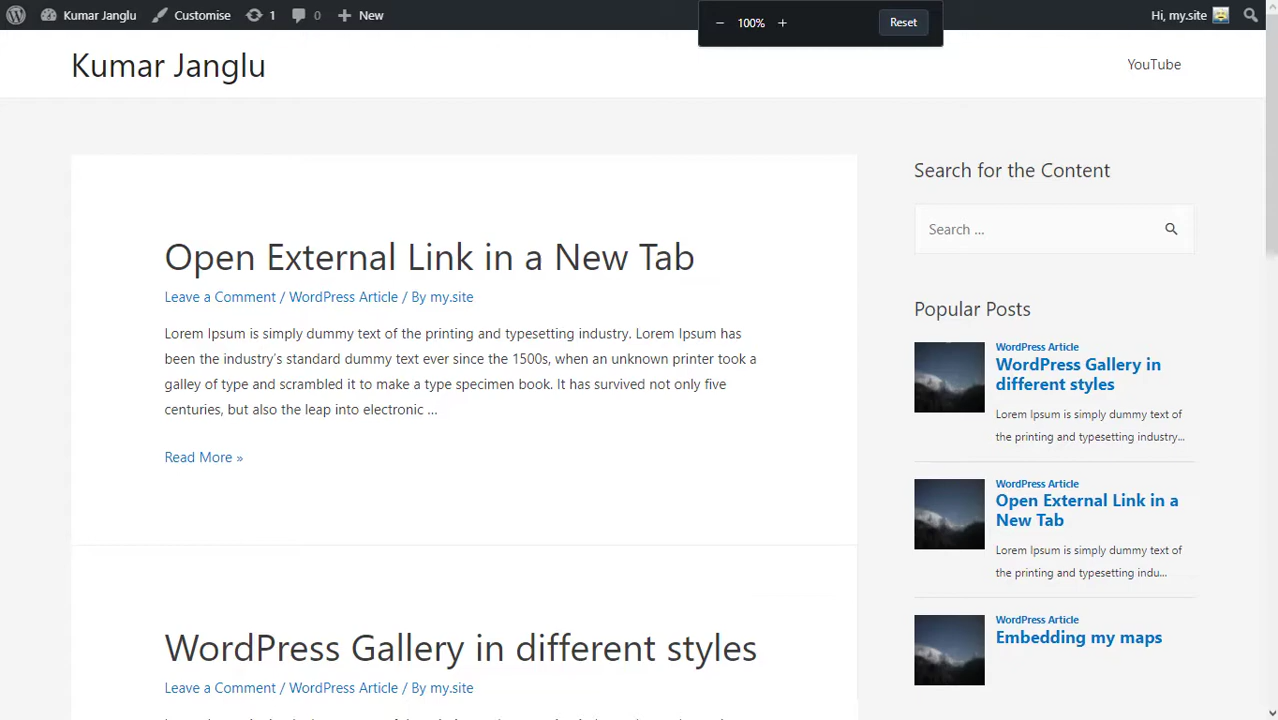 Kumar Janglu Customise 1 0 New
100%
Reset
Hi, my.site
Kumar Janglu
YouTube
Open External Link in a New Tab
Leave a Comment / WordPress Article / By my.site
Lorem Ipsum is simply dummy text of the printing and typesetting industry. Lorem Ipsum has
been the industry’s standard dummy text ever since the 1500s, when an unknown printer took a
galley of type and scrambled it to make a type specimen book. It has survived not only five
centuries, but also the leap into electronic …
Read More »
WordPress Gallery in different styles
Leave a Comment / WordPress Article / By my.site
Search for the Content
Search ...
Popular Posts
WordPress Article
WordPress Gallery in
different styles
Lorem Ipsum is simply dummy text of
the printing and typesetting industry...
WordPress Article
Open External Link in a
New Tab
Lorem Ipsum is simply dummy text of
the printing and typesetting indu...
WordPress Article
Embedding my maps